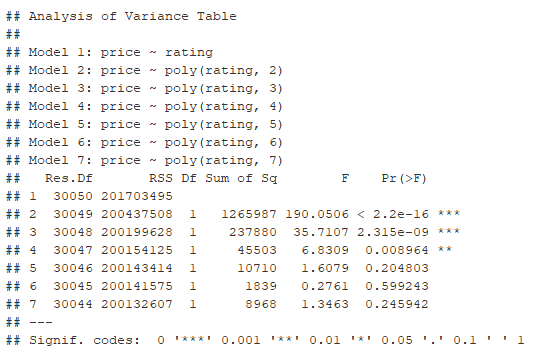 ## Analysis of Variance Table
##
## Model 1: price ~ rating
## Model 2: price ~ poly(rating, 2)
## Model 3: price ~ poly(rating, 3)
## Model 4: price ~ poly(rating, 4)
## Model 5: price ~ poly(rating, 5)
## Model 6: price ~ poly(rating, 6)
## Model 7: price ~ poly(rating, 7)
##   Res.Df       RSS Df Sum of Sq        F    Pr(>F)
## 1  30050 201703495
## 2  30049 200437508  1   1265987 190.0506 < 2.2e-16 ***
## 3  30048 200199628  1    237880  35.7107 2.315e-09 ***
## 4  30047 200154125  1     45503   6.8309  0.008964 **
## 5  30046 200143414  1     10710   1.6079  0.204803
## 6  30045 200141575  1      1839   0.2761  0.599243
## 7  30044 200132607  1      8968   1.3463  0.245942
## ---
## Signif. codes:  0 '***' 0.001 '**' 0.01 '*' 0.05 '.' 0.1 ' ' 1